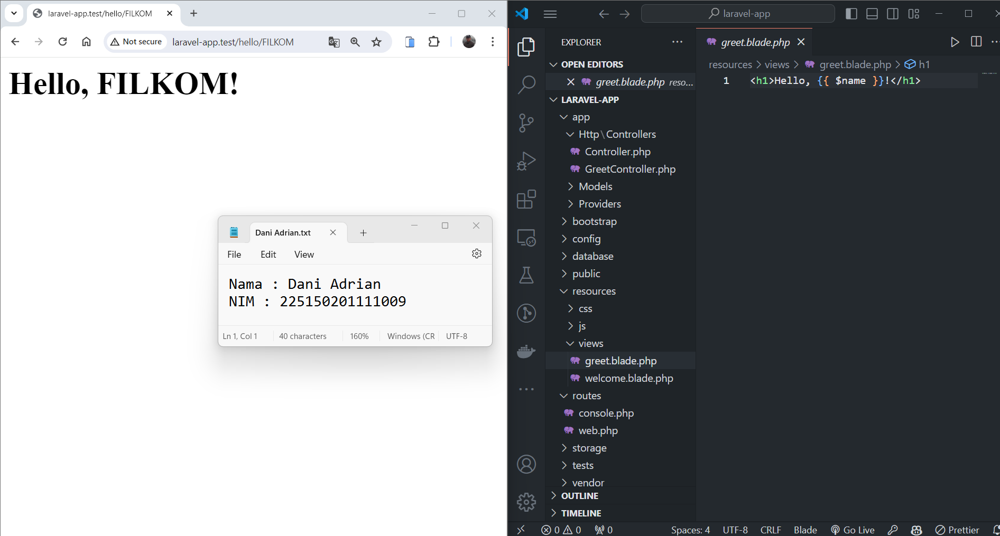 laravel-app.test/hello/FILKOM
Not secure
laravel-app.test/hello/FILKOM
Hello, FILKOM!
Dani Adrian.txt
File Edit View
Nama : Dani Adrian
NIM : 225150201111009
Ln 1, Col 1 40 characters 160% Windows (CR UTF-8
laravel-app
EXPLORER
OPEN EDITORS
greet.blade.php reso...
LARAVEL-APP
app
Http\Controllers
Controller.php
GreetController.php
Models
Providers
bootstrap
config
database
public
resources
css
js
views
greet.blade.php
welcome.blade.php
routes
console.php
web.php
storage
tests
vendor
OUTLINE
TIMELINE
greet.blade.php
resources > views > greet.blade.php > h1
1 <h1>Hello, {{ $name }}!</h1>
0 0 0 Spaces: 4 UTF-8 CRLF Blade Go Live Prettier